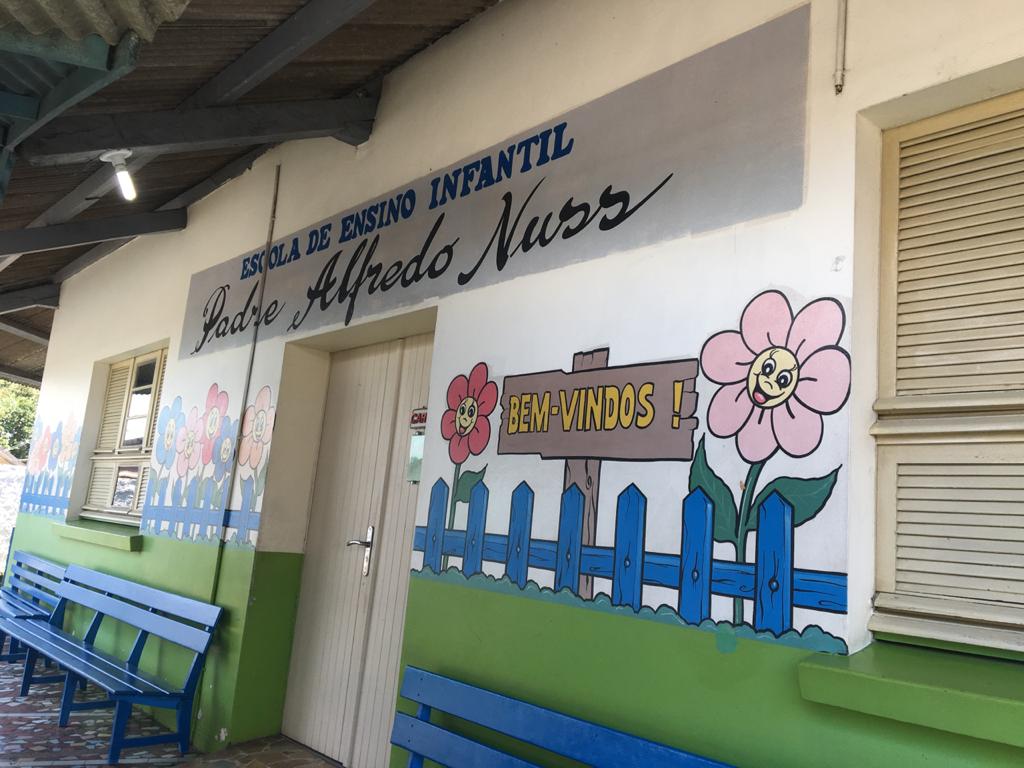 ESCOLA DE ENSINO INFANTIL
Padre Alfredo Nuss
BEM-VINDOS !